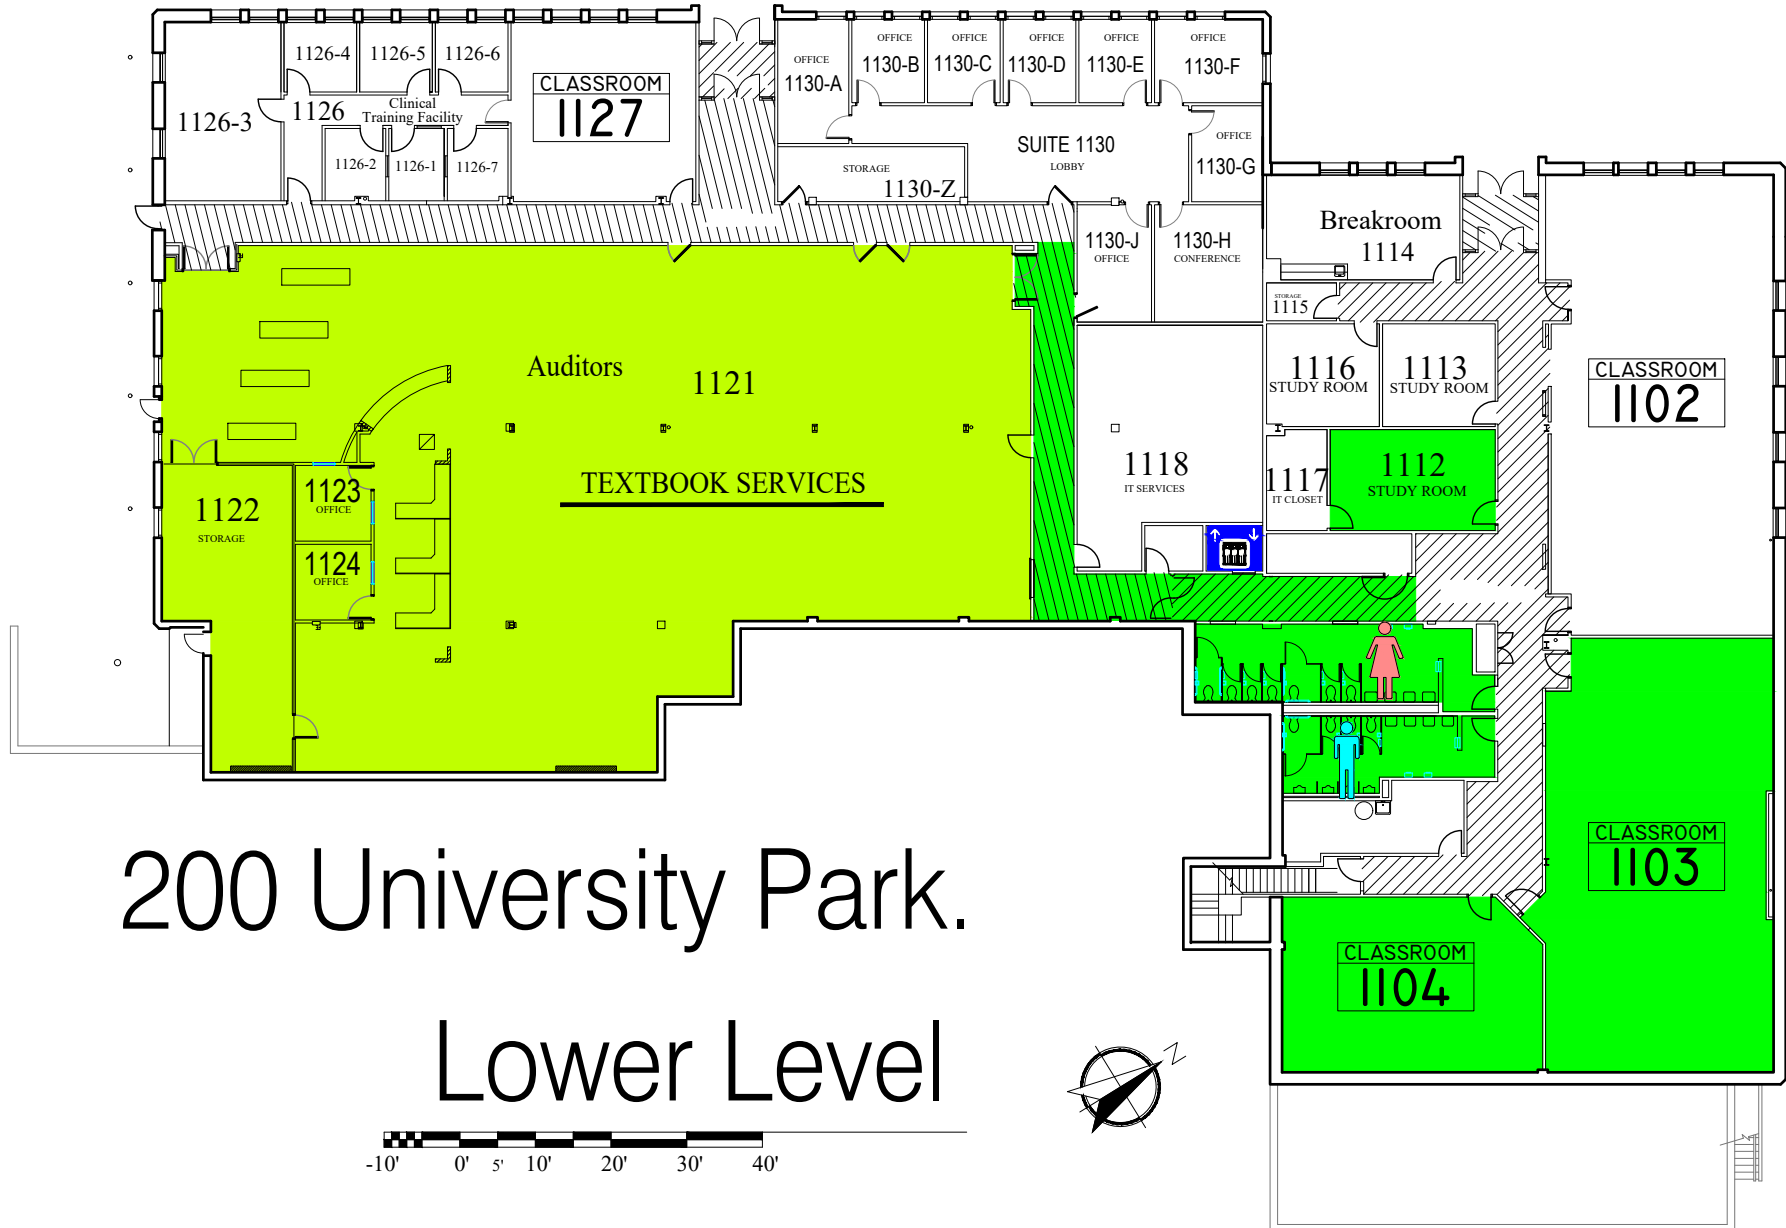 1126-4
1126-5
1126-6
1126-3
1126
Clinical
Training Facility
1126-2
1126-1
1126-7
CLASSROOM
1127
OFFICE
1130-A
OFFICE
1130-B
OFFICE
1130-C
OFFICE
1130-D
OFFICE
1130-E
OFFICE
1130-F
OFFICE
1130-G
SUITE 1130
LOBBY
STORAGE
1130-Z
1130-J
OFFICE
1130-H
CONFERENCE
Breakroom
1114
STORAGE
1115
1116
STUDY ROOM
1113
STUDY ROOM
CLASSROOM
1102
Auditors
1121
TEXTBOOK SERVICES
1118
IT SERVICES
1117
IT CLOSET
1112
STUDY ROOM
1122
STORAGE
1123
OFFICE
1124
OFFICE
CLASSROOM
1103
CLASSROOM
1104
200 University Park.
Lower Level
N
-10' 0' 5' 10' 20' 30' 40'